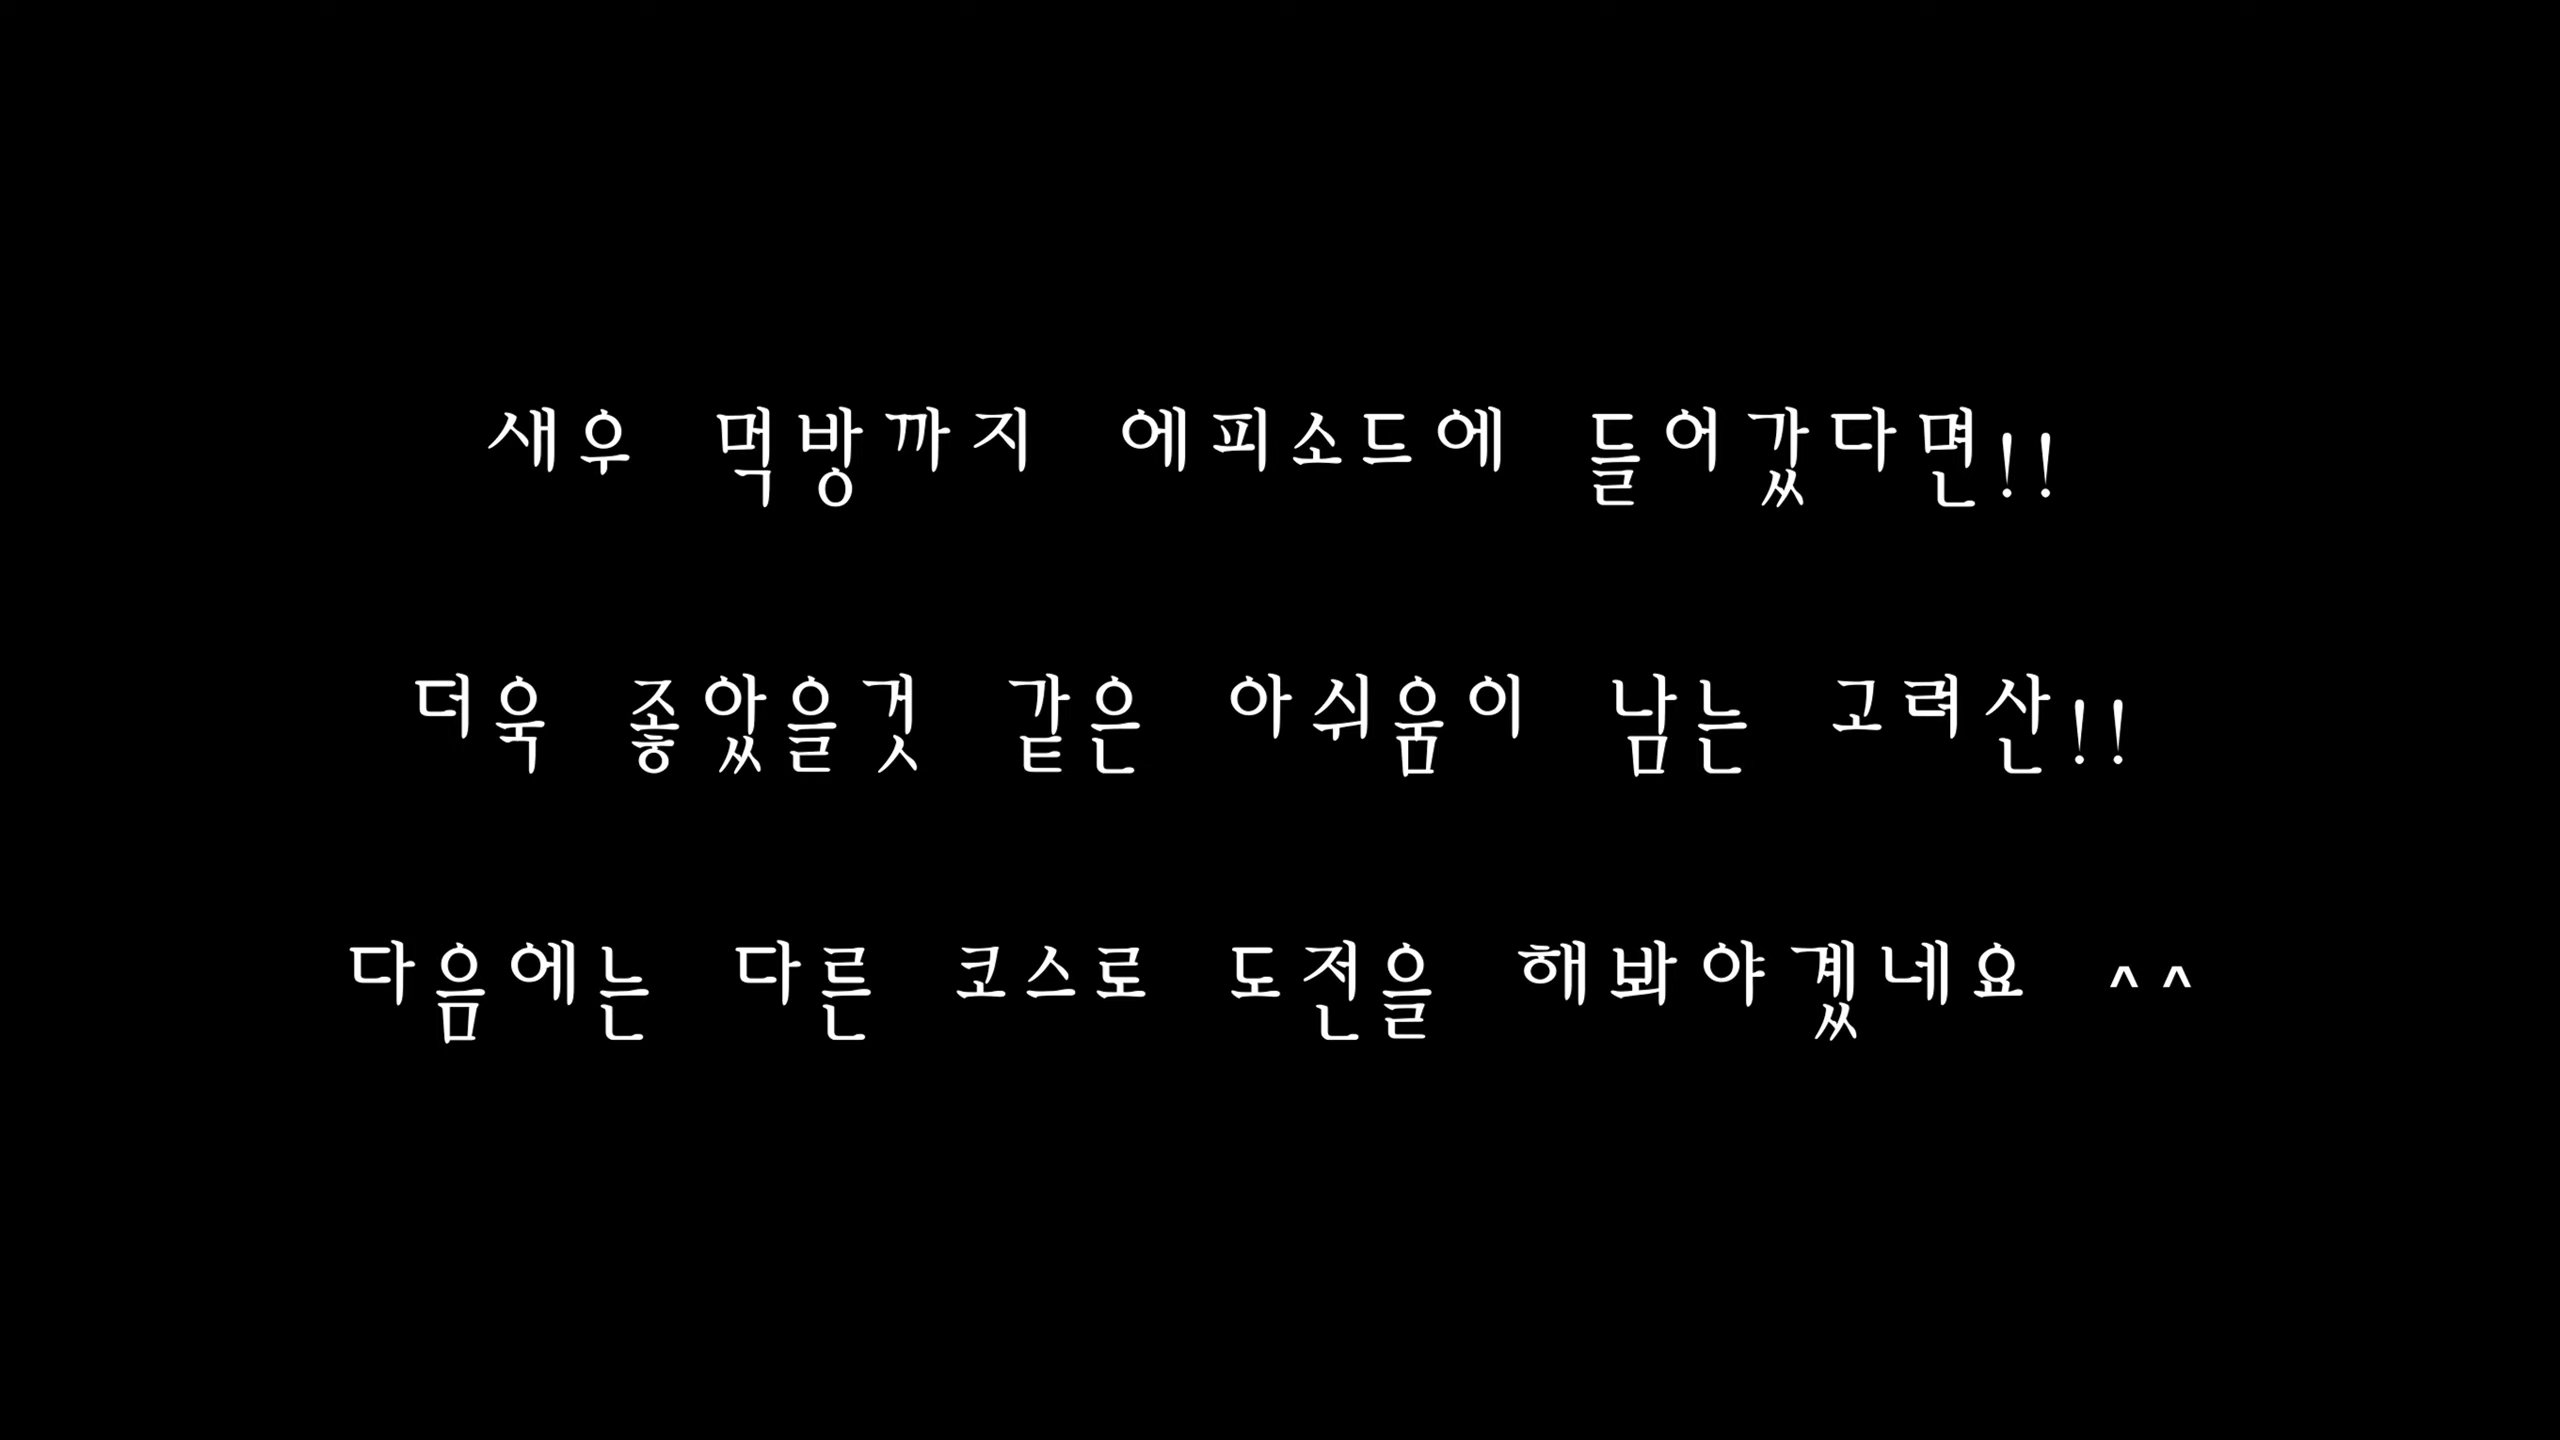 새우 먹방까지 에피소드에 들어갔다면!!
더욱 좋았을것 같은 아쉬움이 남는 고려산!!
다음에는 다른 코스로 도전을 해봐야겠네요 ^^